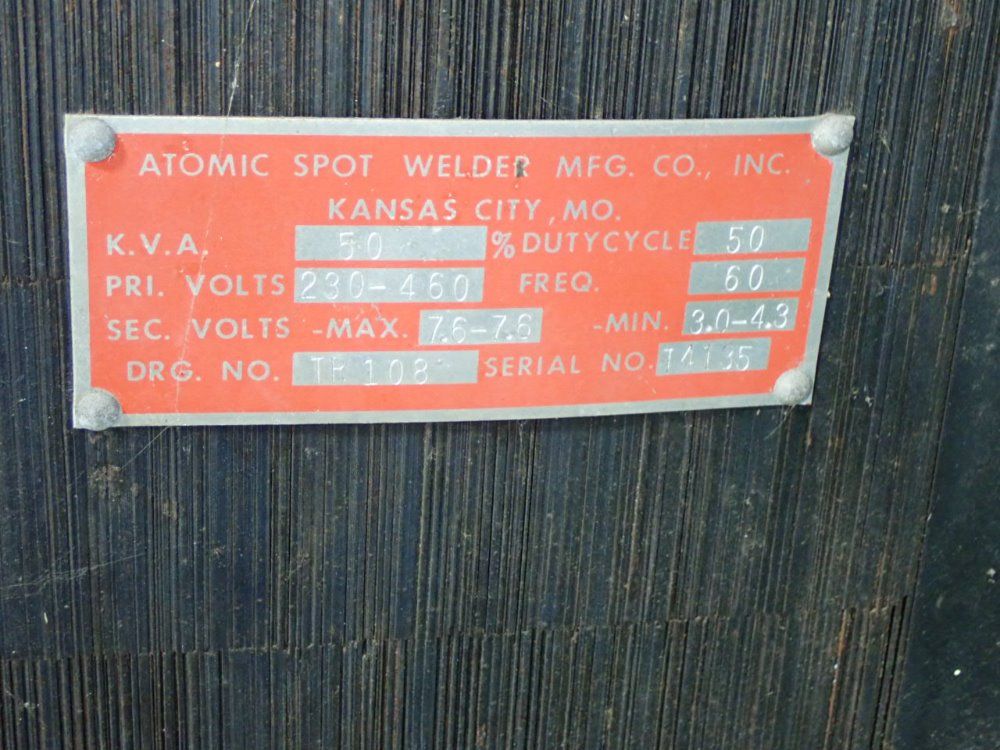 ATOMIC SPOT WELDER MFG. CO., INC.
KANSAS CITY, MO.
K.V.A. 50 % DUTYCYCLE 50
PRI. VOLTS 230-460 FREQ. 60
SEC. VOLTS -MAX. 7.6-7.6 -MIN. 3.0-4.3
DRG. NO. TR 108 SERIAL NO. T4135